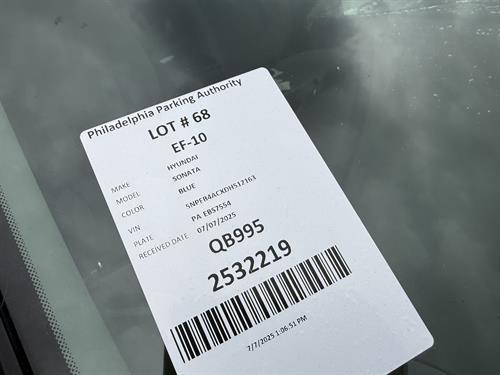 Philadelphia Parking Authority
LOT # 68
EF-10
MAKE HYUNDAI
MODEL SONATA
COLOR BLUE
VIN 5NPEB4ACXDH517163
PLATE PA EBS7554
RECEIVED DATE 07/07/2025
QB995
2532219
7/7/2025 1:06:51 PM